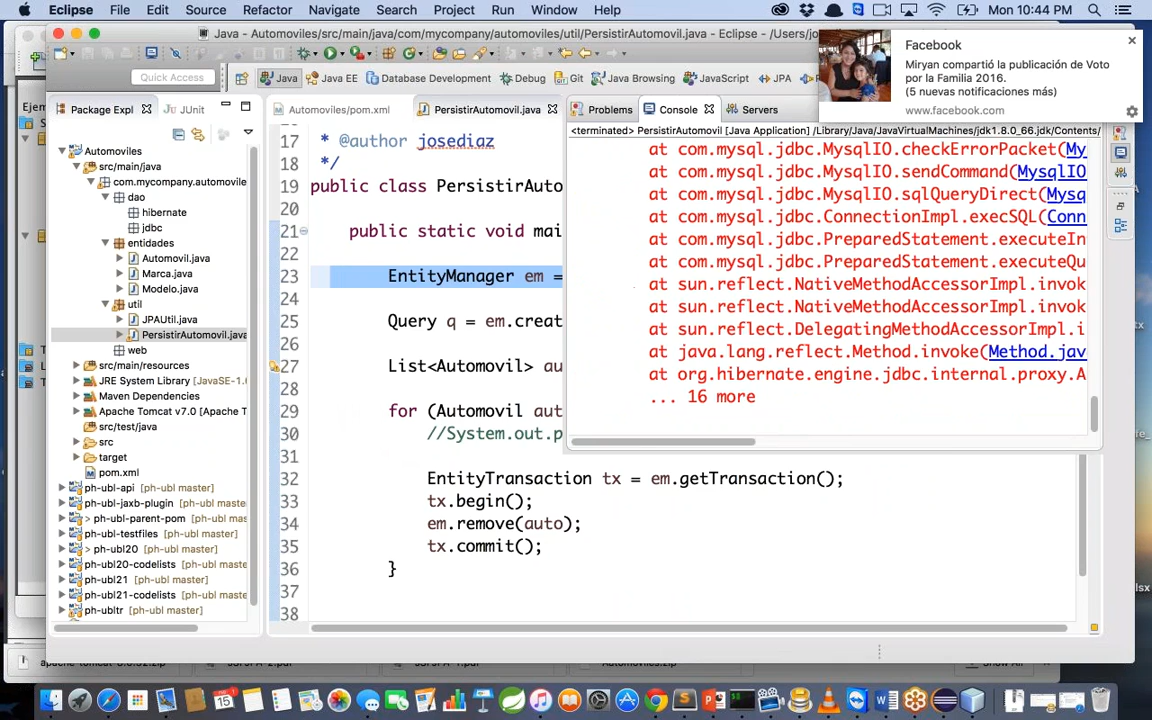 Eclipse File Edit Source Refactor Navigate Search Project Run Window Help
Mon 10:44 PM
Java - Automoviles/src/main/java/com/mycompany/automoviles/util/PersistirAutomovil.java - Eclipse - /Users/jo
Facebook
Miryan compartió la publicación de Voto
por la Familia 2016.
(5 nuevas notificaciones más)
www.facebook.com
Quick Access
Java
Java EE
Database Development
Debug
Git
Java Browsing
JavaScript
JPA
Ejem
Package Expl
JUnit
Automoviles
src/main/java
com.mycompany.automovile
dao
hibernate
jdbc
entidades
Automovil.java
Marca.java
Modelo.java
util
JPAUtil.java
PersistirAutomovil.java
web
src/main/resources
JRE System Library [JavaSE-1.
Maven Dependencies
Apache Tomcat v7.0 [Apache T
src/test/java
src
target
pom.xml
ph-ubl-api [ph-ubl master]
ph-ubl-jaxb-plugin [ph-ubl master]
> ph-ubl-parent-pom [ph-ubl mas
ph-ubl-testfiles [ph-ubl master]
> ph-ubl20 [ph-ubl master]
ph-ubl20-codelists [ph-ubl master]
ph-ubl21 [ph-ubl master]
ph-ubl21-codelists [ph-ubl master]
ph-ubltr [ph-ubl master]
Automoviles/pom.xml
PersistirAutomovil.java
17 * @author josediaz
18 */
19 public class PersistirAuto
20
21 public static void mai
22
23 EntityManager em =
24
25 Query q = em.creat
26
27 List<Automovil> au
28
29 for (Automovil aut
30 //System.out.p
31
32 EntityTransaction tx = em.getTransaction();
33 tx.begin();
34 em.remove(auto);
35 tx.commit();
36 }
37
38
Problems
Console
Servers
<terminated> PersistirAutomovil [Java Application] /Library/Java/JavaVirtualMachines/jdk1.8.0_66.jdk/Contents/
at com.mysql.jdbc.MysqlIO.checkErrorPacket(My
at com.mysql.jdbc.MysqlIO.sendCommand(MysqlIO
at com.mysql.jdbc.MysqlIO.sqlQueryDirect(Mysq
at com.mysql.jdbc.ConnectionImpl.execSQL(Conn
at com.mysql.jdbc.PreparedStatement.executeIn
at com.mysql.jdbc.PreparedStatement.executeQu
at sun.reflect.NativeMethodAccessorImpl.invok
at sun.reflect.NativeMethodAccessorImpl.invok
at sun.reflect.DelegatingMethodAccessorImpl.i
at java.lang.reflect.Method.invoke(Method.jav
at org.hibernate.engine.jdbc.internal.proxy.A
... 16 more